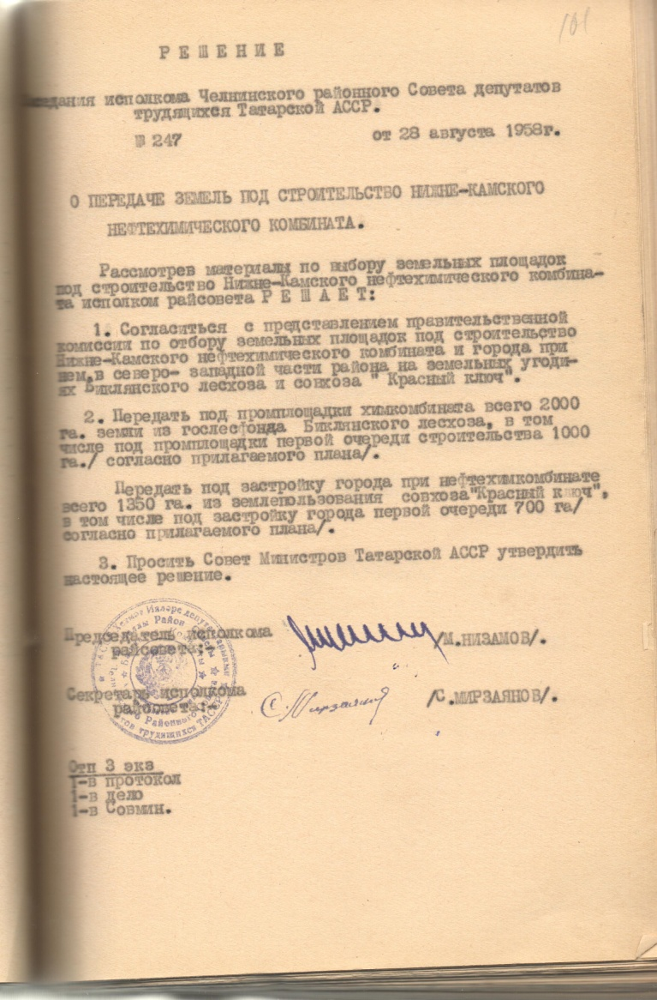 101
РЕШЕНИЕ
седания исполкома Челнинского районного Совета депутатов
трудящихся Татарской АССР.
№ 247 от 28 августа 1958г.
О ПЕРЕДАЧЕ ЗЕМЕЛЬ ПОД СТРОИТЕЛЬСТВО НИЖНЕ-КАМСКОГО
НЕФТЕХИМИЧЕСКОГО КОМБИНАТА.
Рассмотрев материалы по выбору земельных площадок
под строительство Нижне-Камского нефтехимического комбина-
та исполком райсовета РЕШАЕТ:
1. Согласиться с представлением правительственной
комиссии по отбору земельных площадок под строительство
Нижне-Камского нефтехимического комбината и города при
нем,в северо- западной части района на земельных угоди-
ях Биклянского лесхоза и совхоза " Красный ключ".
2. Передать под промплощадки химкомбината всего 2000
га. земли из гослесфонда Биклянского лесхоза, в том
числе под промплощадки первой очереди строительства 1000
га./ согласно прилагаемого плана/.
Передать под застройку города при нефтехимкомбинате
всего 1350 га. из землепользования совхоза"Красный ключ",
в том числе под застройку города первой очереди 700 га/
согласно прилагаемого плана/.
3. Просить Совет Министров Татарской АССР утвердить
настоящее решение.
Председатель исполкома
райсовета:- /М.НИЗАМОВ/.
Секретарь исполкома
райсовета:- С.Мирзаянов /С.МИРЗАЯНОВ/.
Отп 3 экз
1-в протокол
1-в дело
1-в Совмин.